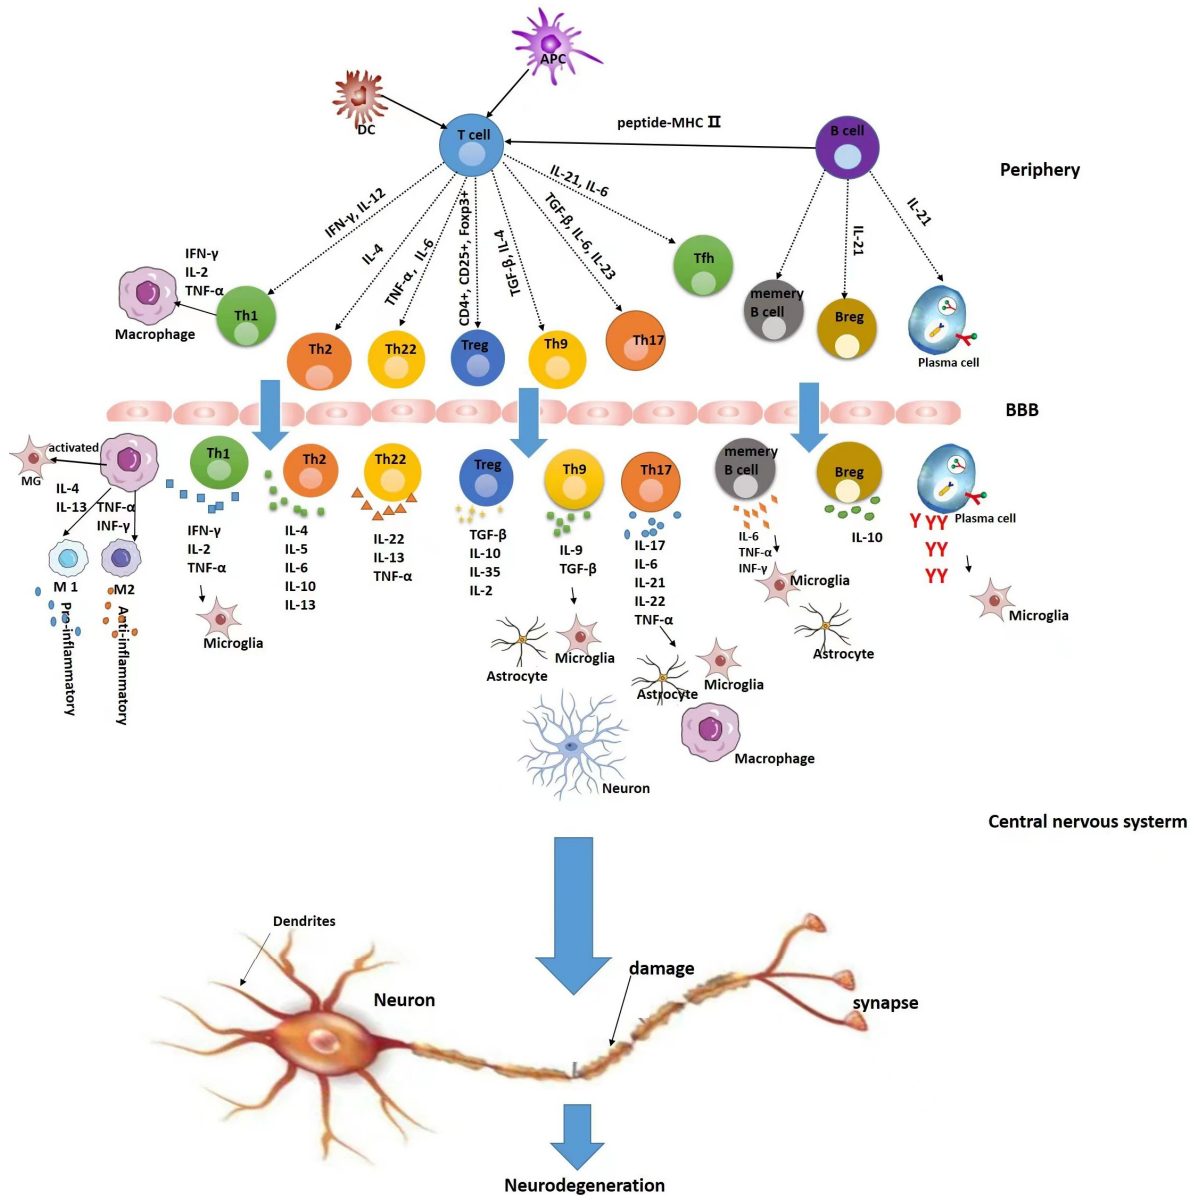 APC
DC
T cell
peptide-MHC Ⅱ
B cell
Periphery
IFN-γ, IL-12
IL-4
TNF-α, IL-6
CD4+, CD25+, Foxp3+
TGF-β, IL-4
TGF-β, IL-6, IL-23
IL-21, IL-6
IL-21
IL-21
IFN-γ
IL-2
TNF-α
Macrophage
Th1
Th2
Th22
Treg
Th9
Th17
Tfh
memery
B cell
Breg
Plasma cell
BBB
activated
MG
IL-4
IL-13
TNF-α
INF-γ
M 1
M2
Pro-inflammatory
Anti-inflammatory
Th1
IFN-γ
IL-2
TNF-α
Microglia
Th2
IL-4
IL-5
IL-6
IL-10
IL-13
Th22
IL-22
IL-13
TNF-α
Treg
TGF-β
IL-10
IL-35
IL-2
Th9
IL-9
TGF-β
Astrocyte
Microglia
Th17
IL-17
IL-6
IL-21
IL-22
TNF-α
Astrocyte
Microglia
Macrophage
Neuron
memery
B cell
IL-6
TNF-α
INF-γ
Microglia
Astrocyte
Breg
IL-10
Plasma cell
Y YY
YY
YY
Microglia
Central nervous systerm
Dendrites
Neuron
damage
synapse
Neurodegeneration